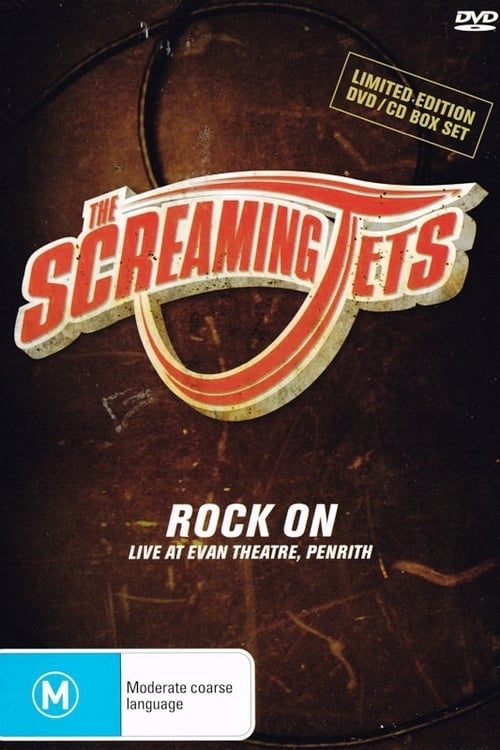 DVD
LIMITED EDITION
DVD / CD BOX SET
THE
SCREAMING JETS
ROCK ON
LIVE AT EVAN THEATRE, PENRITH
M
Moderate coarse
language